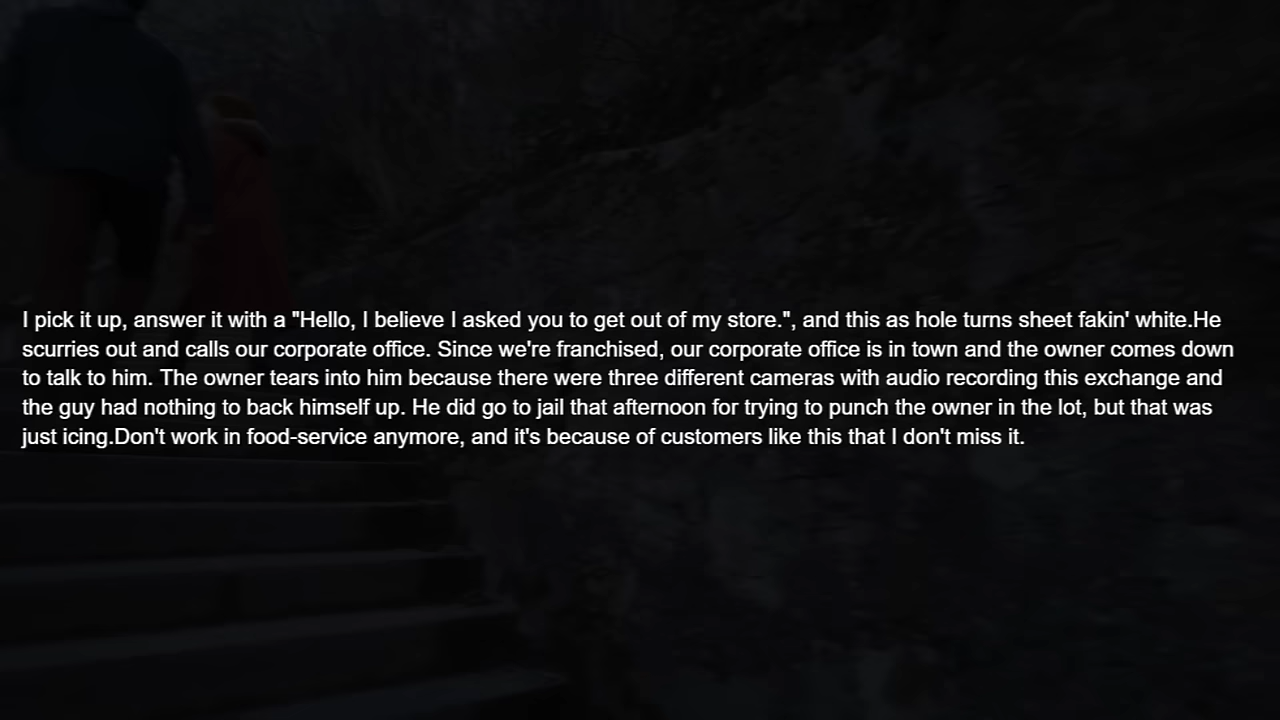 I pick it up, answer it with a "Hello, I believe I asked you to get out of my store.", and this as hole turns sheet fakin' white.He
scurries out and calls our corporate office. Since we're franchised, our corporate office is in town and the owner comes down
to talk to him. The owner tears into him because there were three different cameras with audio recording this exchange and
the guy had nothing to back himself up. He did go to jail that afternoon for trying to punch the owner in the lot, but that was
just icing.Don't work in food-service anymore, and it's because of customers like this that I don't miss it.